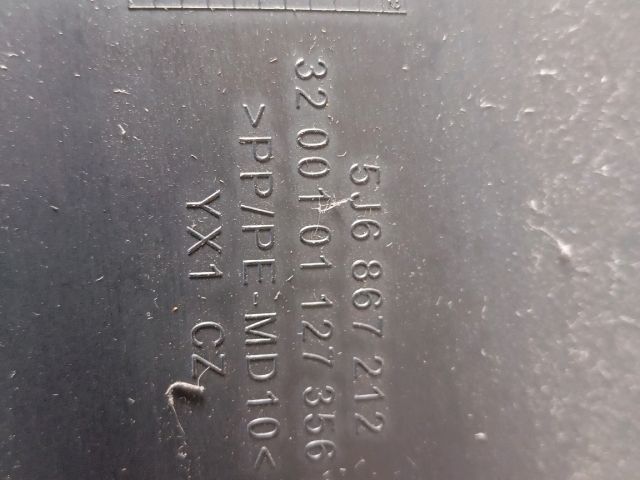 5J6 867 212
32 001 01 127 356
>PP/PE-MD10<
YX1 CZ